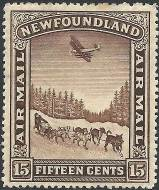 NEWFOUNDLAND
AIR MAIL
AIR MAIL
15
FIFTEEN CENTS
15